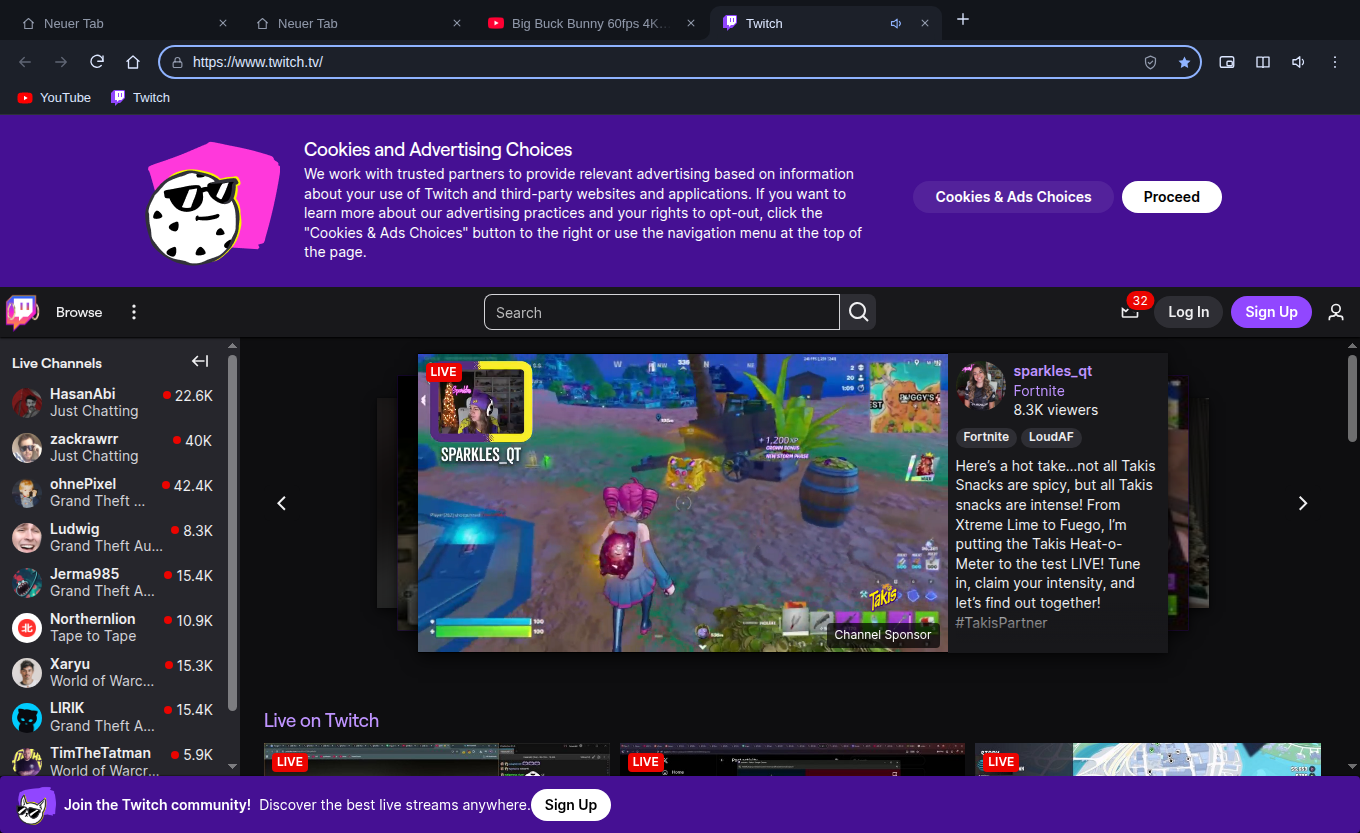 Neuer Tab
Neuer Tab
Big Buck Bunny 60fps 4K...
Twitch
https://www.twitch.tv/
YouTube
Twitch
Cookies and Advertising Choices
We work with trusted partners to provide relevant advertising based on information
about your use of Twitch and third-party websites and applications. If you want to
learn more about our advertising practices and your rights to opt-out, click the
"Cookies & Ads Choices" button to the right or use the navigation menu at the top of
the page.
Cookies & Ads Choices
Proceed
Browse
Search
32
Log In
Sign Up
Live Channels
HasanAbi
22.6K
Just Chatting
zackrawrr
40K
Just Chatting
ohnePixel
42.4K
Grand Theft ...
Ludwig
8.3K
Grand Theft Au...
Jerma985
15.4K
Grand Theft A...
Northernlion
10.9K
Tape to Tape
Xaryu
15.3K
World of Warc...
LIRIK
15.4K
Grand Theft A...
TimTheTatman
5.9K
World of Warcr...
LIVE
SPARKLES_QT
+1,200 XP
CROWN BONUS
NEW STORM PHASE
100
100
Takis
Channel Sponsor
sparkles_qt
Fortnite
8.3K viewers
Fortnite
LoudAF
Here's a hot take...not all Takis
Snacks are spicy, but all Takis
snacks are intense! From
Xtreme Lime to Fuego, I'm
putting the Takis Heat-o-
Meter to the test LIVE! Tune
in, claim your intensity, and
let's find out together!
#TakisPartner
Live on Twitch
LIVE
LIVE
LIVE
Join the Twitch community! Discover the best live streams anywhere.
Sign Up